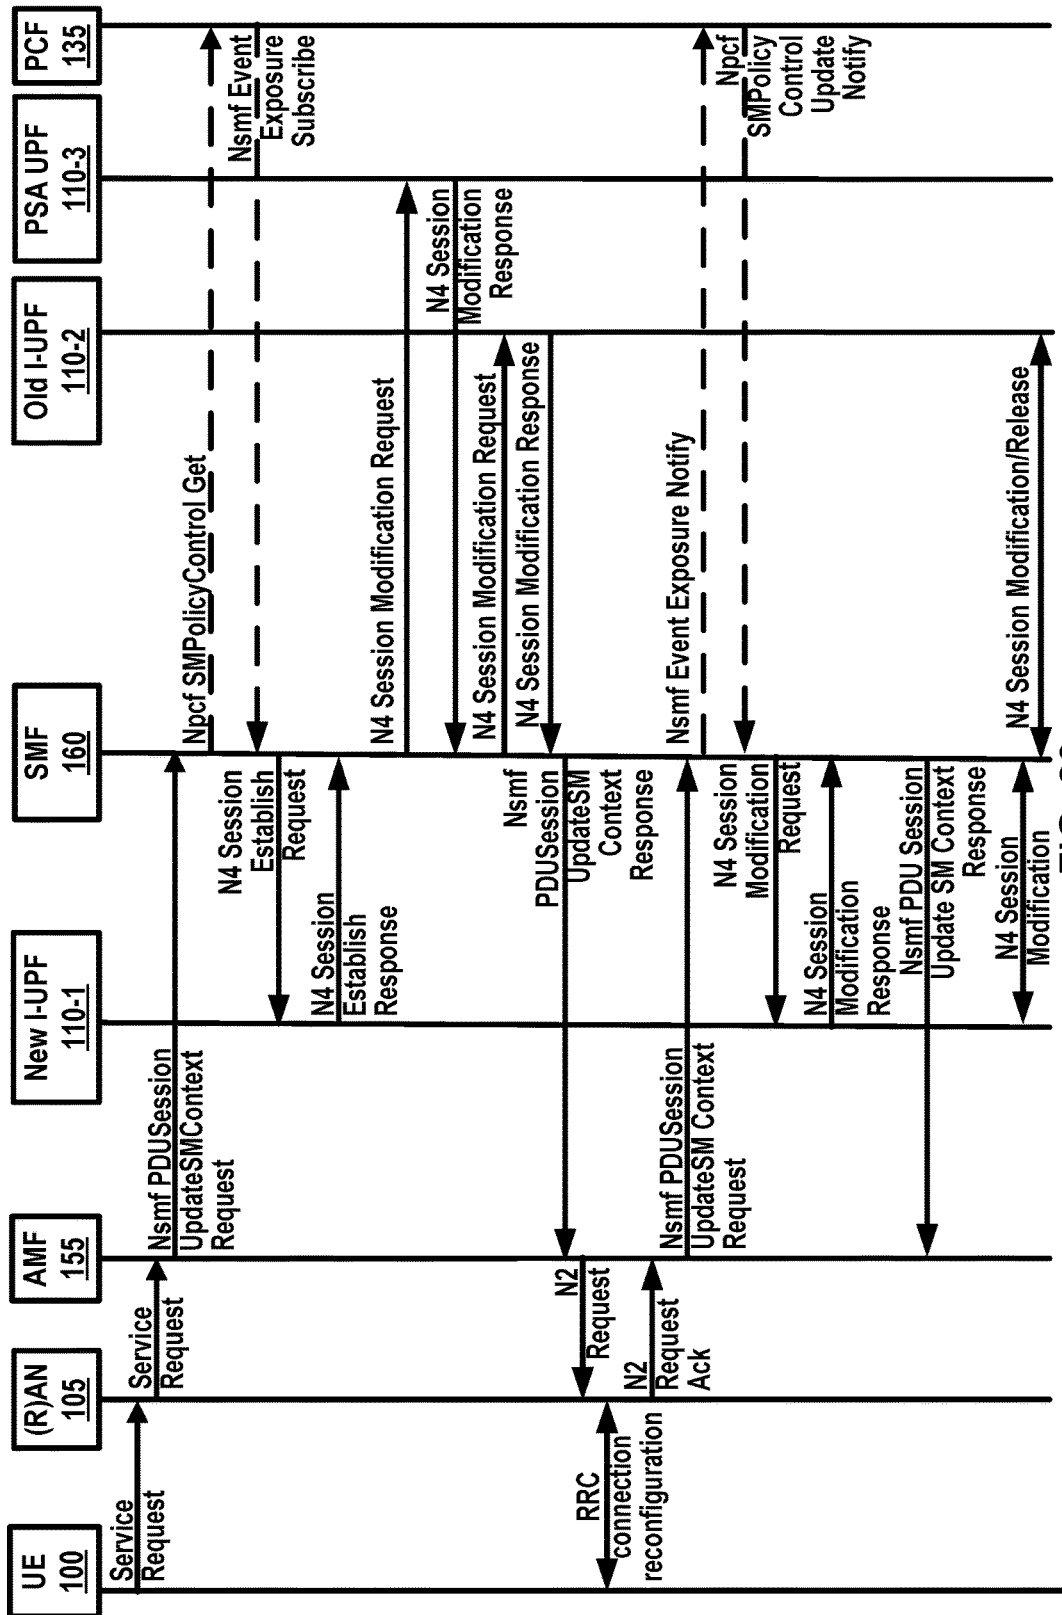 UE
100
(R)AN
105
AMF
155
New I-UPF
110-1
SMF
160
Old I-UPF
110-2
PSA UPF
110-3
PCF
135
Service
Request
Service
Request
Nsmf PDUSession
UpdateSMContext
Request
Npcf SMPolicyControl Get
Nsmf Event
Exposure
Subscribe
N4 Session
Establish
Request
N4 Session
Establish
Response
N4 Session Modification Request
N4 Session
Modification
Response
N4 Session Modification Request
N4 Session Modification Response
Nsmf
PDUSession
UpdateSM
Context
Response
N2
Request
RRC
connection
reconfiguration
N2
Request
Ack
Nsmf PDUSession
UpdateSM Context
Request
Nsmf Event Exposure Notify
Npcf
SMPolicy
Control
Update
Notify
N4 Session
Modification
Request
N4 Session
Modification
Response
Nsmf PDU Session
Update SM Context
Response
N4 Session
Modification
N4 Session Modification/Release